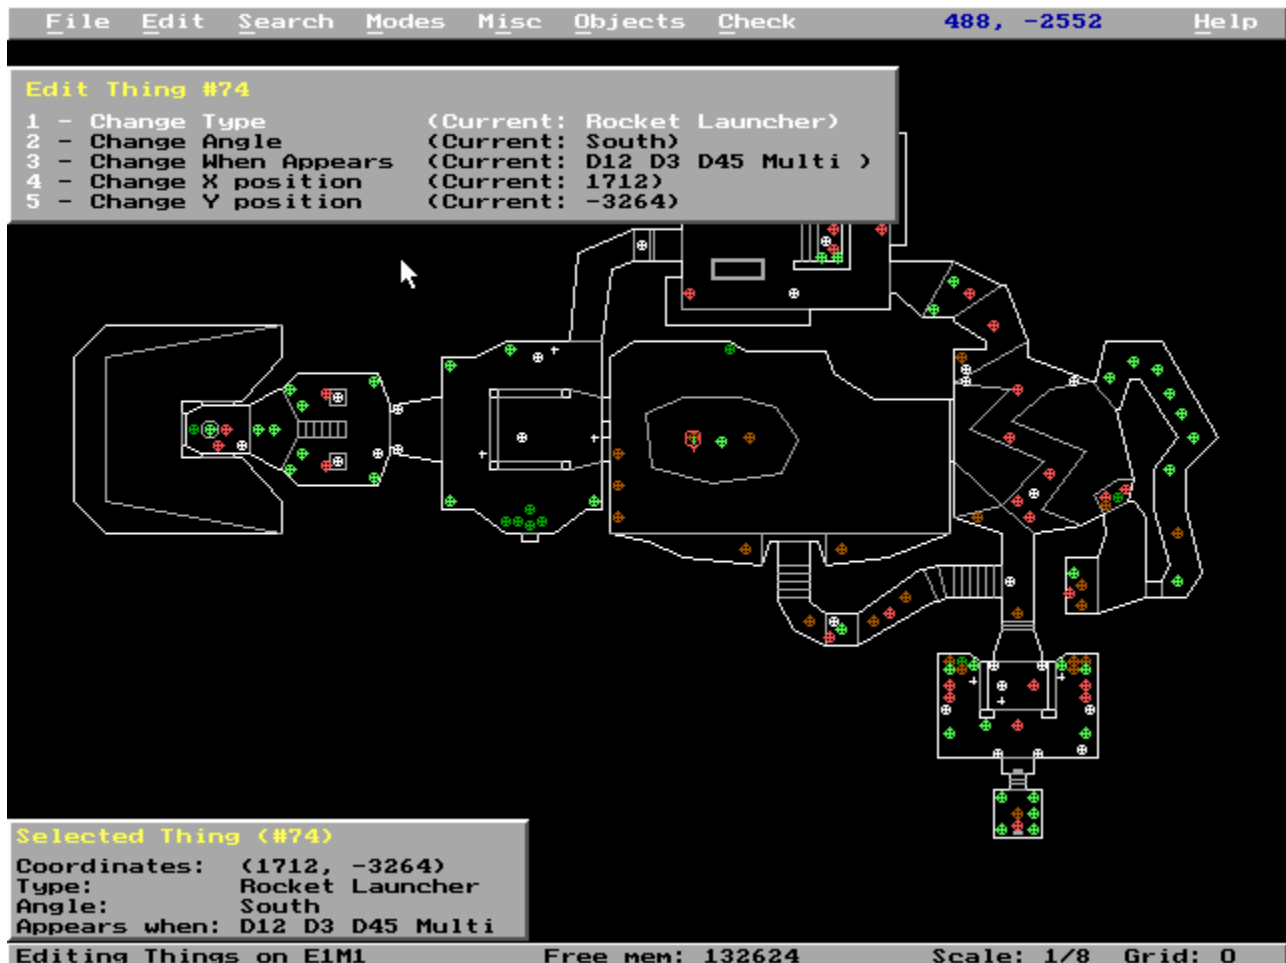 File Edit Search Modes Misc Objects Check 488, -2552 Help
Edit Thing #74
1 - Change Type (Current: Rocket Launcher)
2 - Change Angle (Current: South)
3 - Change When Appears (Current: D12 D3 D45 Multi )
4 - Change X position (Current: 1712)
5 - Change Y position (Current: -3264)
Selected Thing (#74)
Coordinates: (1712, -3264)
Type: Rocket Launcher
Angle: South
Appears when: D12 D3 D45 Multi
Editing Things on E1M1 Free mem: 132624 Scale: 1/8 Grid: 0